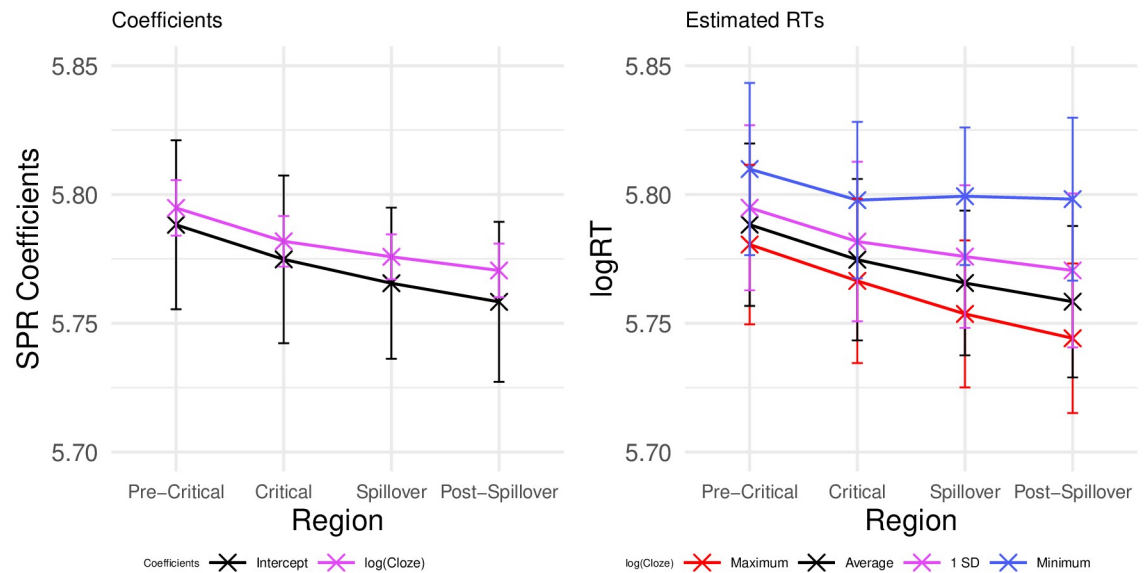 Coefficients
5.85
5.80
5.75
5.70
SPR Coefficients
Pre−Critical Critical Spillover Post−Spillover
Region
Coefficients Intercept log(Cloze)
Estimated RTs
5.85
5.80
5.75
5.70
logRT
Pre−Critical Critical Spillover Post−Spillover
Region
log(Cloze) Maximum Average 1 SD Minimum